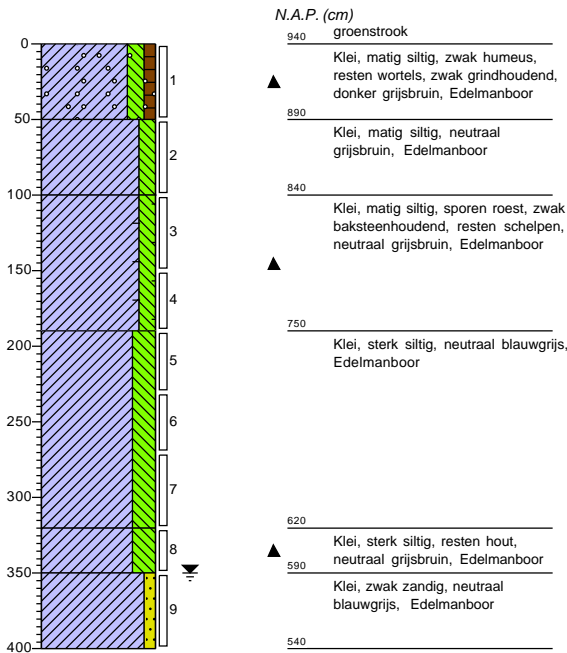 N.A.P. (cm)
groenstrook
0
940
Klei, matig siltig, zwak humeus,
resten wortels, zwak grindhoudend,
donker grijsbruin, Edelmanboor
1
50
890
Klei, matig siltig, neutraal
grijsbruin, Edelmanboor
2
100
840
Klei, matig siltig, sporen roest, zwak
baksteenhoudend, resten schelpen,
neutraal grijsbruin, Edelmanboor
3
150
4
750
Klei, sterk siltig, neutraal blauwgrijs,
Edelmanboor
200
5
250
6
300
7
620
Klei, sterk siltig, resten hout,
neutraal grijsbruin, Edelmanboor
8
350
590
Klei, zwak zandig, neutraal
blauwgrijs, Edelmanboor
9
400
540